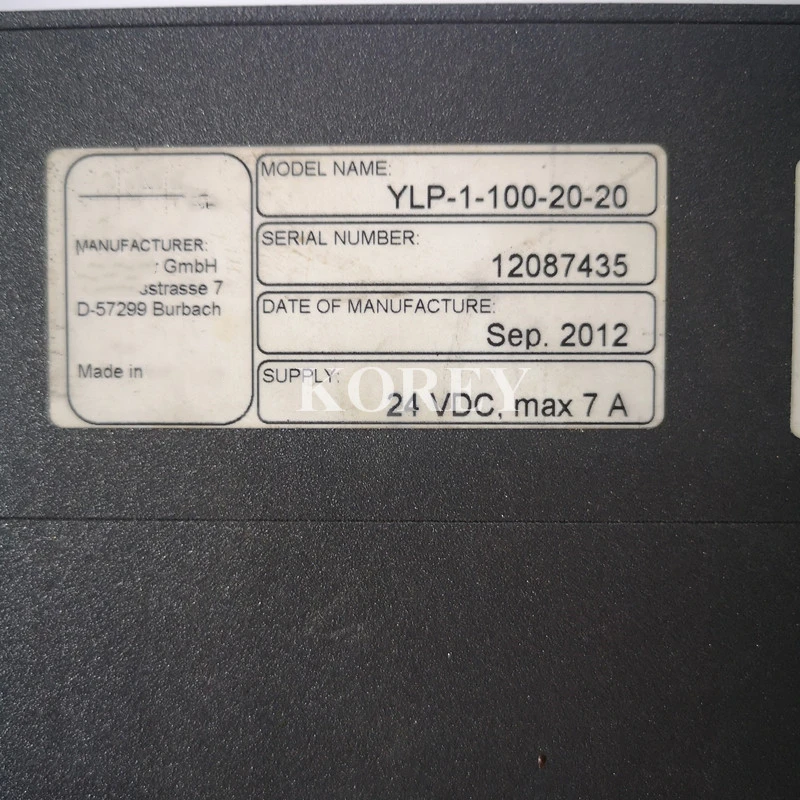 MANUFACTURER:
GmbH
strasse 7
D-57299 Burbach
Made in
MODEL NAME:
YLP-1-100-20-20
SERIAL NUMBER:
12087435
DATE OF MANUFACTURE:
Sep. 2012
SUPPLY:
24 VDC, max 7 A
KOREY